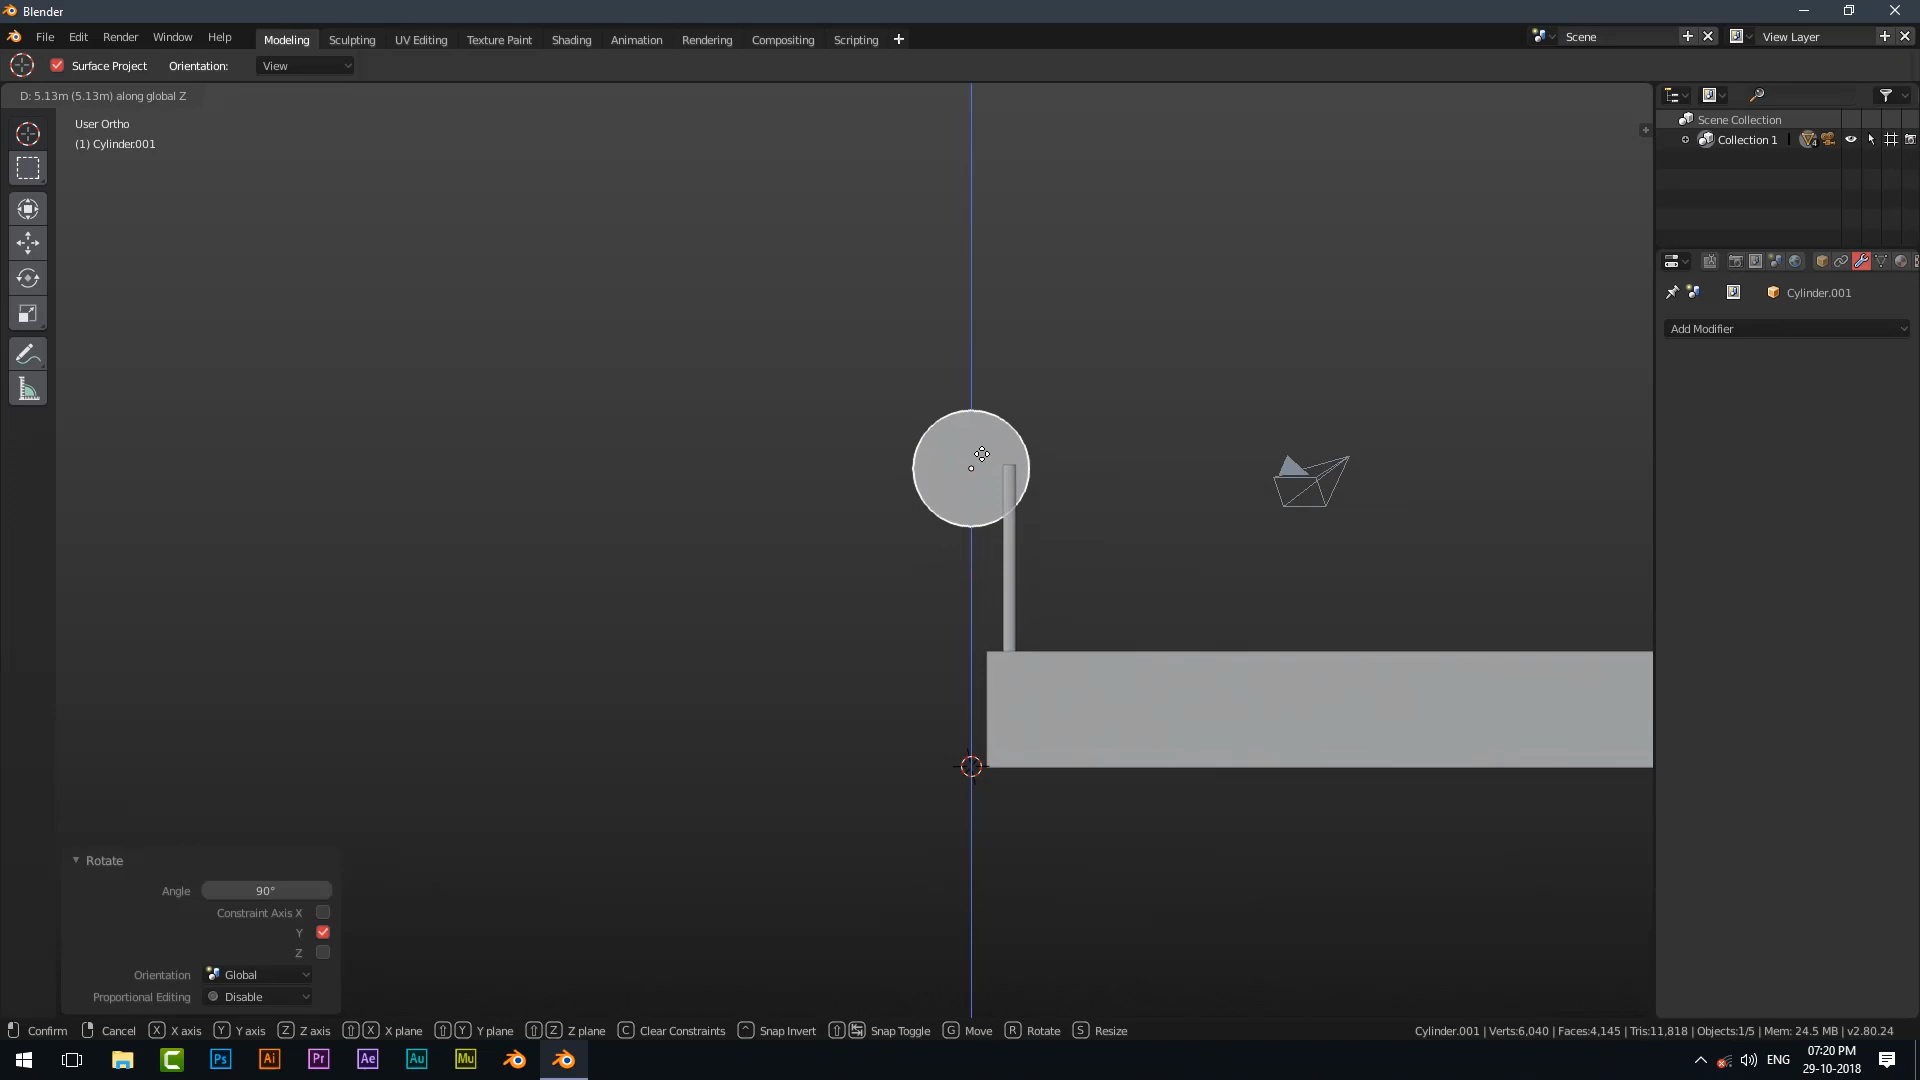 Blender
File Edit Render Window Help
Modeling Sculpting UV Editing Texture Paint Shading Animation Rendering Compositing Scripting
Scene View Layer
Surface Project Orientation: View
D: 5.13m (5.13m) along global Z
User Ortho
(1) Cylinder.001
Scene Collection
Collection 1
4
Cylinder.001
Add Modifier
Rotate
Angle 90°
Constraint Axis X
Y
Z
Orientation Global
Proportional Editing Disable
Confirm Cancel X X axis Y Y axis Z Z axis X X plane Y Y plane Z Z plane C Clear Constraints ^ Snap Invert Snap Toggle G Move R Rotate S Resize
Cylinder.001 | Verts:6,040 | Faces:4,145 | Tris:11,818 | Objects:1/5 | Mem: 24.5 MB | v2.80.24
Ps Ai Pr Ae Au Mu
ENG
07:20 PM
29-10-2018